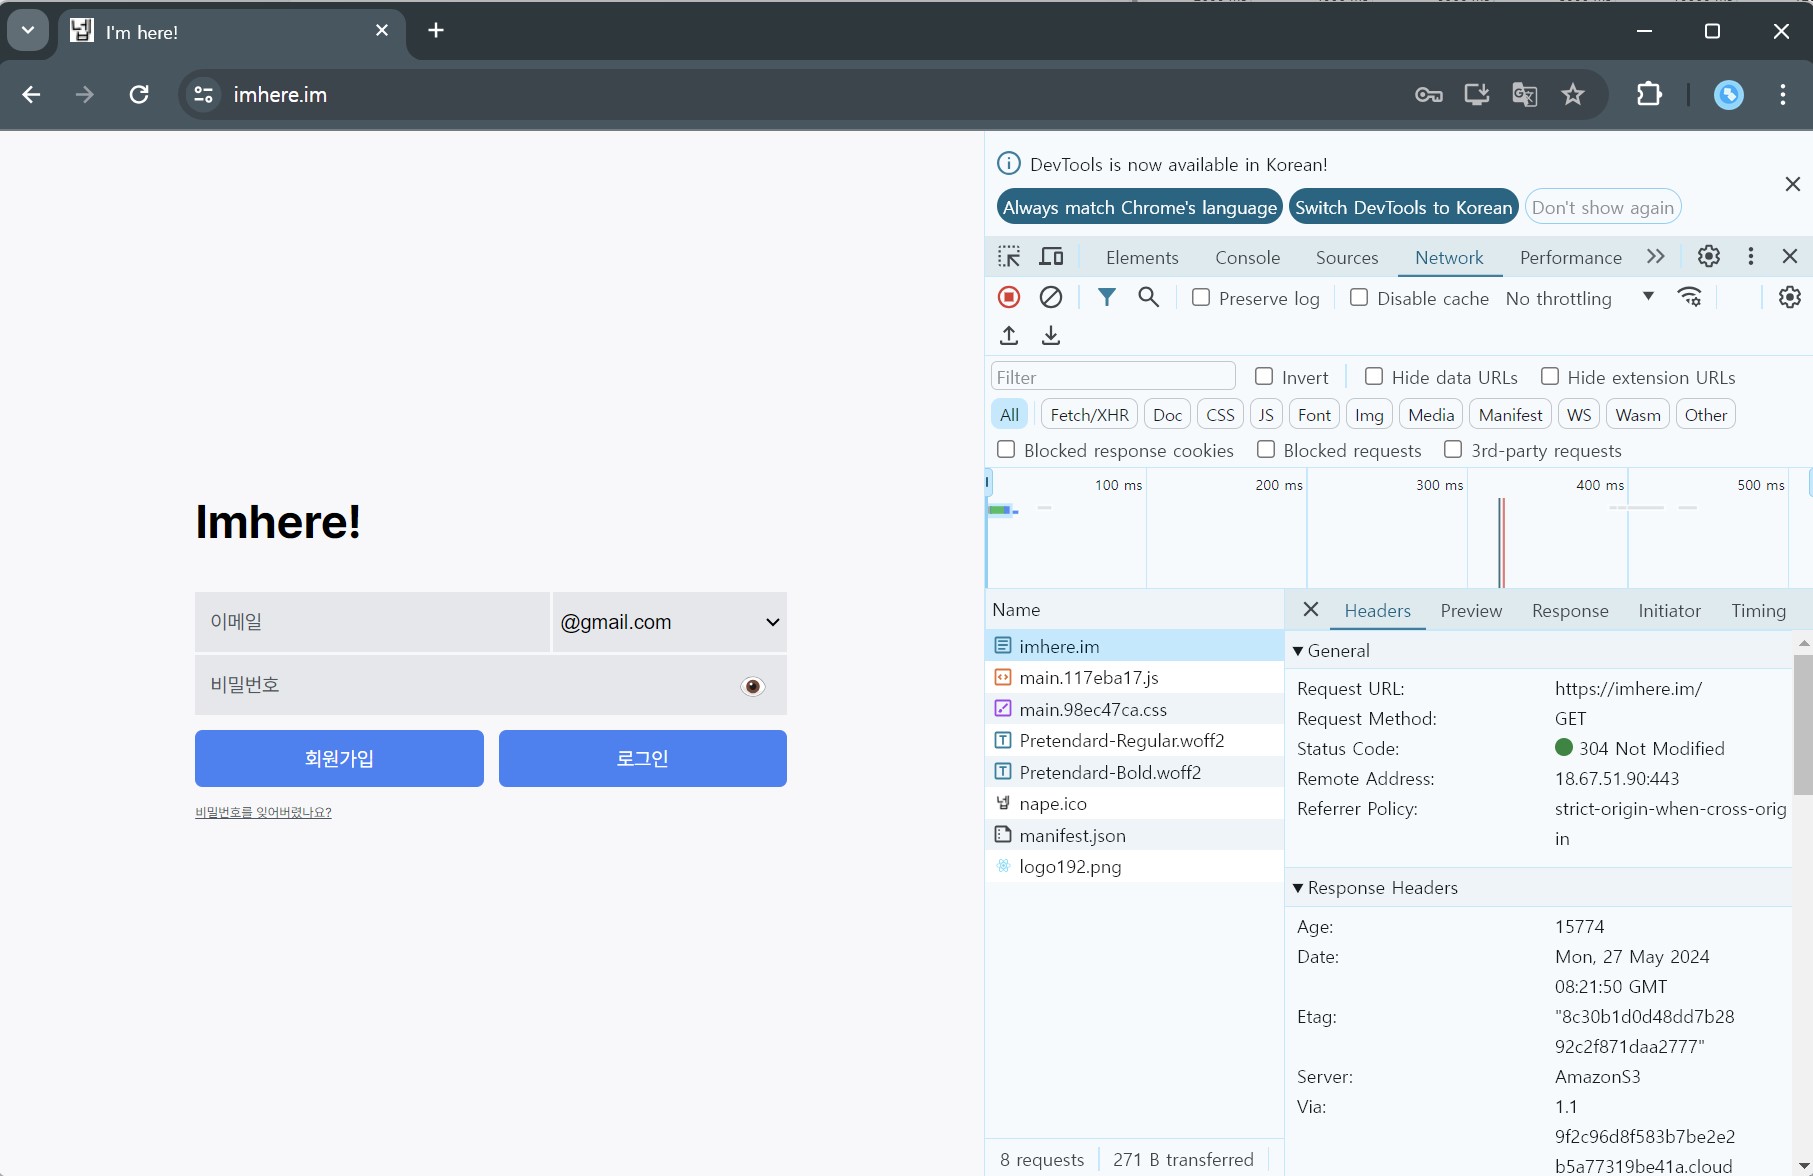 I'm here!
imhere.im
Imhere!
이메일
@gmail.com
비밀번호
회원가입
로그인
비밀번호를 잊어버렸나요?
DevTools is now available in Korean!
Always match Chrome's language
Switch DevTools to Korean
Don't show again
Elements
Console
Sources
Network
Performance
Preserve log
Disable cache
No throttling
Filter
Invert
Hide data URLs
Hide extension URLs
All
Fetch/XHR
Doc
CSS
JS
Font
Img
Media
Manifest
WS
Wasm
Other
Blocked response cookies
Blocked requests
3rd-party requests
100 ms
200 ms
300 ms
400 ms
500 ms
Name
imhere.im
main.117eba17.js
main.98ec47ca.css
Pretendard-Regular.woff2
Pretendard-Bold.woff2
nape.ico
manifest.json
logo192.png
8 requests
271 B transferred
Headers
Preview
Response
Initiator
Timing
General
Request URL:
https://imhere.im/
Request Method:
GET
Status Code:
304 Not Modified
Remote Address:
18.67.51.90:443
Referrer Policy:
strict-origin-when-cross-orig
in
Response Headers
Age:
15774
Date:
Mon, 27 May 2024
08:21:50 GMT
Etag:
"8c30b1d0d48dd7b28
92c2f871daa2777"
Server:
AmazonS3
Via:
1.1
9f2c96d8f583b7be2e2
b5a77319be41a.cloud